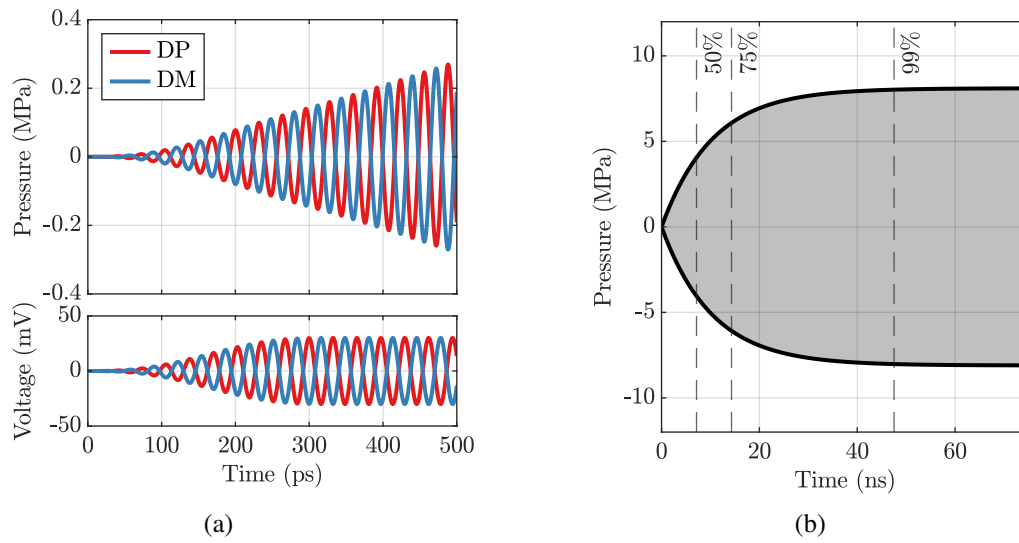 DP
DM
Pressure (MPa)
0.4
0.2
0
-0.2
-0.4
Voltage (mV)
50
0
-50
0
100
200
300
400
500
Time (ps)
(a)
50%
75%
99%
Pressure (MPa)
10
5
0
-5
-10
0
20
40
60
Time (ns)
(b)